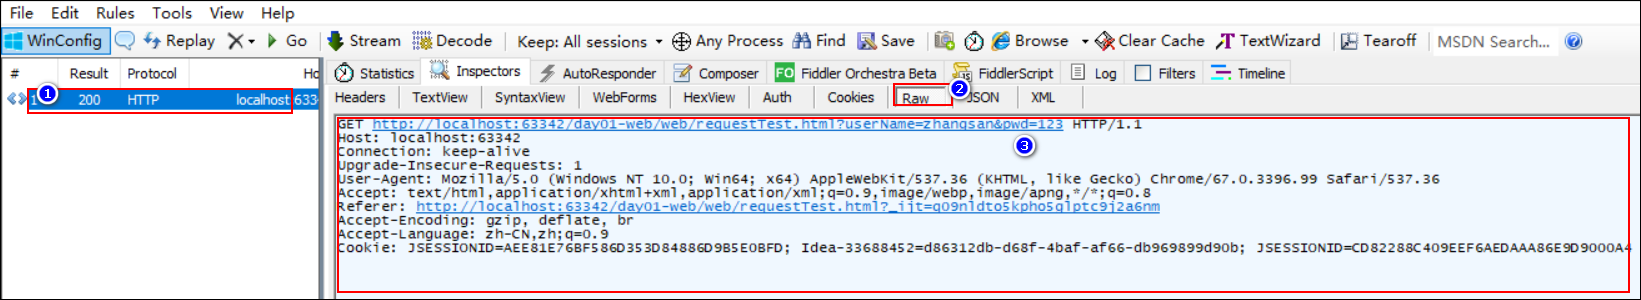 File Edit Rules Tools View Help
WinConfig Replay Go Stream Decode Keep: All sessions Any Process Find Save Browse Clear Cache TextWizard Tearoff MSDN Search...
# Result Protocol Ho
Statistics Inspectors AutoResponder Composer FO Fiddler Orchestra Beta FiddlerScript Log Filters Timeline
1 1 200 HTTP localhost:633
Headers TextView SyntaxView WebForms HexView Auth Cookies Raw 2 JSON XML
GET http://localhost:63342/day01-web/web/requestTest.html?userName=zhangsan&pwd=123 HTTP/1.1
Host: localhost:63342
3
Connection: keep-alive
Upgrade-Insecure-Requests: 1
User-Agent: Mozilla/5.0 (Windows NT 10.0; Win64; x64) AppleWebKit/537.36 (KHTML, like Gecko) Chrome/67.0.3396.99 Safari/537.36
Accept: text/html,application/xhtml+xml,application/xml;q=0.9,image/webp,image/apng,*/*;q=0.8
Referer: http://localhost:63342/day01-web/web/requestTest.html?_ijt=q09nldto5kpho5qlptc9j2a6nm
Accept-Encoding: gzip, deflate, br
Accept-Language: zh-CN,zh;q=0.9
Cookie: JSESSIONID=AEE81E76BF586D353D84886D9B5E0BFD; Idea-33688452=d86312db-d68f-4baf-af66-db969899d90b; JSESSIONID=CD82288C409EEF6AEDAAA86E9D9000A4